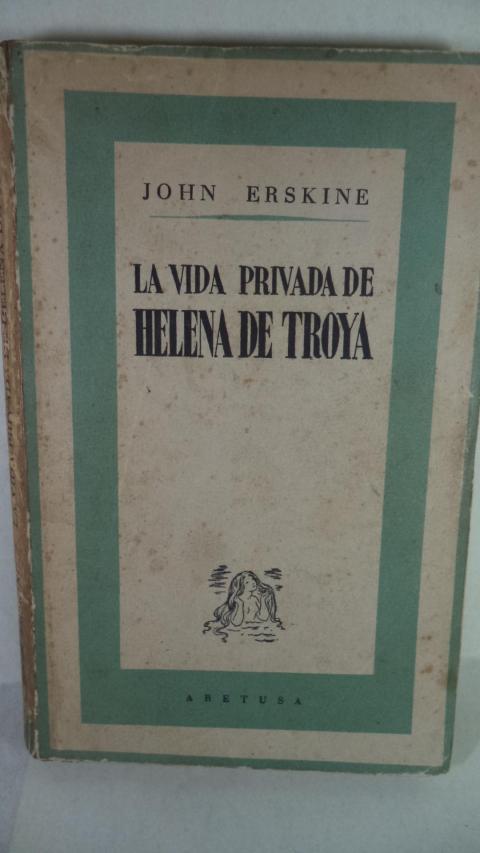 JOHN ERSKINE
LA VIDA PRIVADA DE
HELENA DE TROYA
ARETUSA